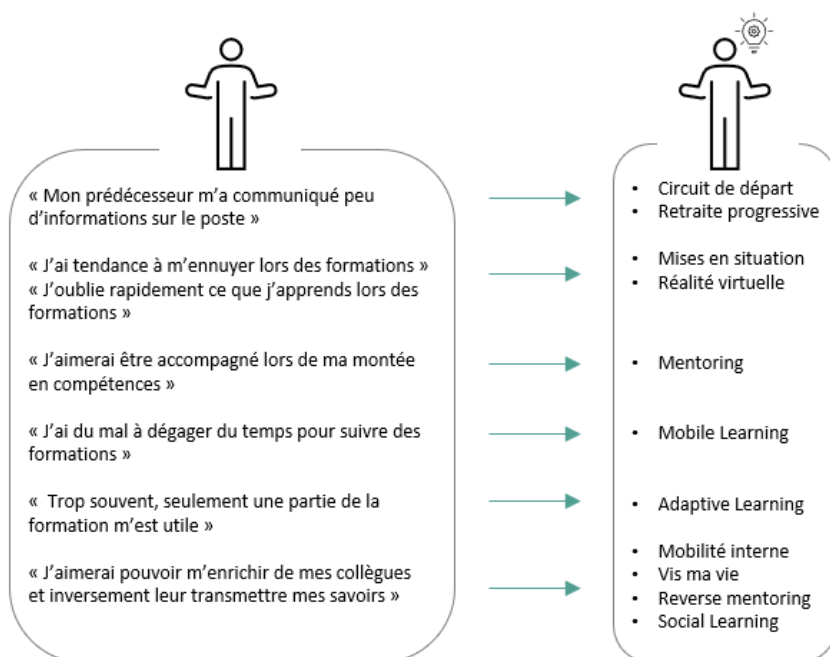 « Mon prédécesseur m'a communiqué peu
d'informations sur le poste »
• Circuit de départ
• Retraite progressive
« J'ai tendance à m'ennuyer lors des formations »
« J'oublie rapidement ce que j'apprends lors des
formations »
• Mises en situation
• Réalité virtuelle
« J'aimerai être accompagné lors de ma montée
en compétences »
• Mentoring
« J'ai du mal à dégager du temps pour suivre des
formations »
• Mobile Learning
« Trop souvent, seulement une partie de la
formation m'est utile »
• Adaptive Learning
« J'aimerai pouvoir m'enrichir de mes collègues
et inversement leur transmettre mes savoirs »
• Mobilité interne
• Vis ma vie
• Reverse mentoring
• Social Learning